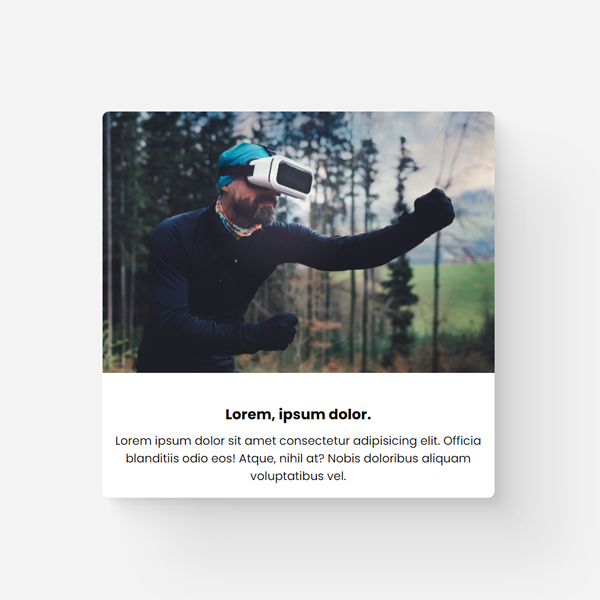 Lorem, ipsum dolor.
Lorem ipsum dolor sit amet consectetur adipisicing elit. Officia
blanditiis odio eos! Atque, nihil at? Nobis doloribus aliquam
voluptatibus vel.